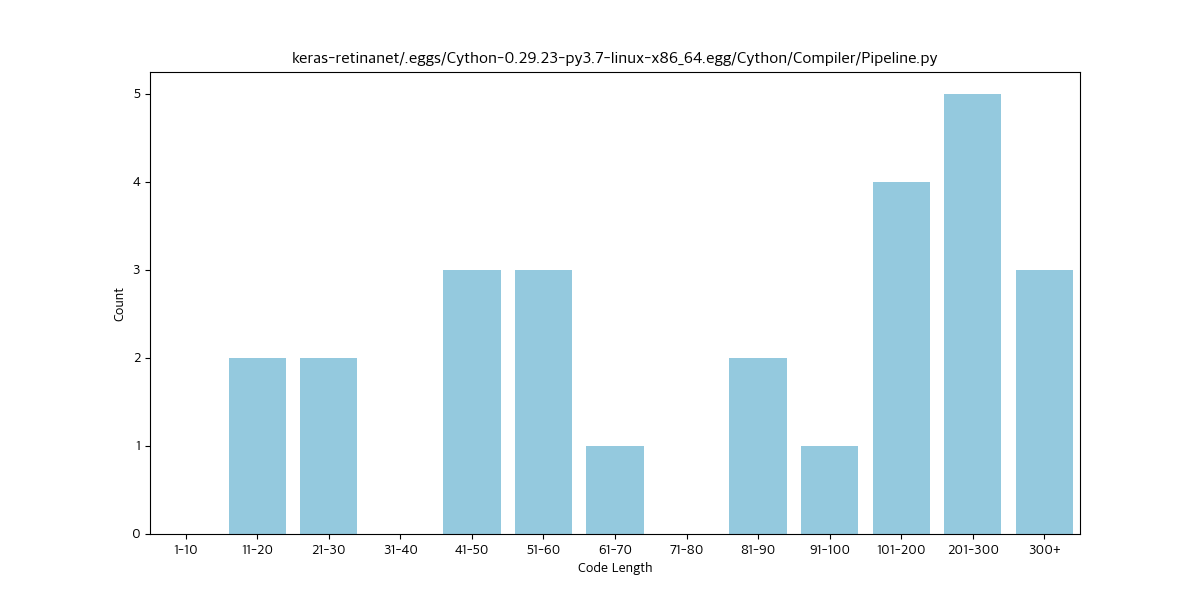 keras-retinanet/.eggs/Cython-0.29.23-py3.7-linux-x86_64.egg/Cython/Compiler/Pipeline.py
5
4
3
2
1
0
Count
1-10 11-20 21-30 31-40 41-50 51-60 61-70 71-80 81-90 91-100 101-200 201-300 300+
Code Length